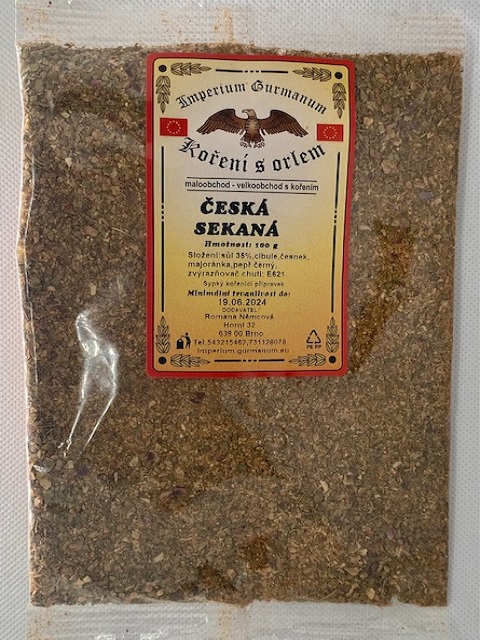 Imperium Gurmanum
Koření s orlem
maloobchod - velkoobchod s kořením
ČESKÁ
SEKANÁ
Hmotnost: 100 g
Složení:sůl 35%,cibule,česnek,
majoránka,pepř černý,
zvýrazňovač chuti: E621
Sypký kořenící přípravek
Minimální trvanlivost do:
19.06.2024
DODAVATEL:
Romana Němcová
Horní 32
639 00 Brno
Tel.543215462,731128078
imperium.gurmanum.eu
PE PP